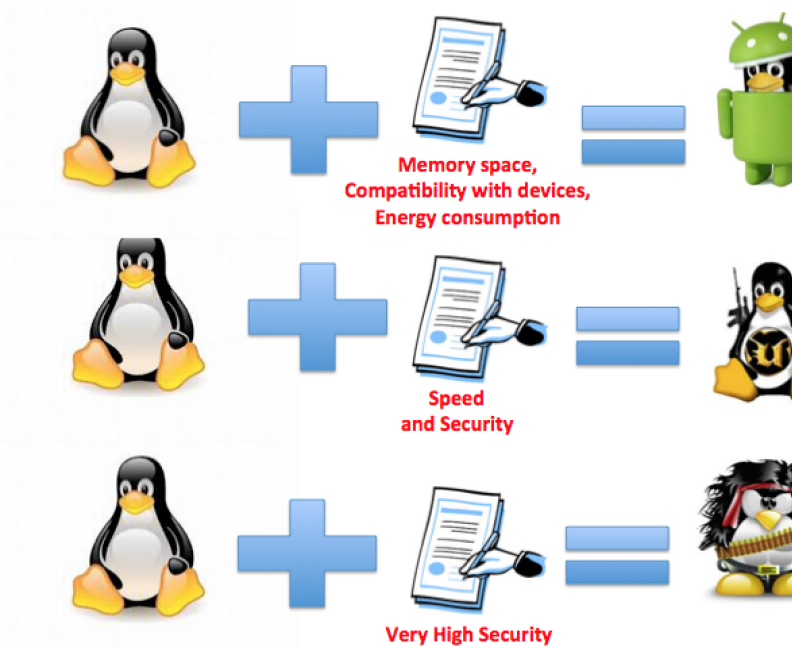 Memory space,
Compatibility with devices,
Energy consumption
Speed
and Security
Very High Security